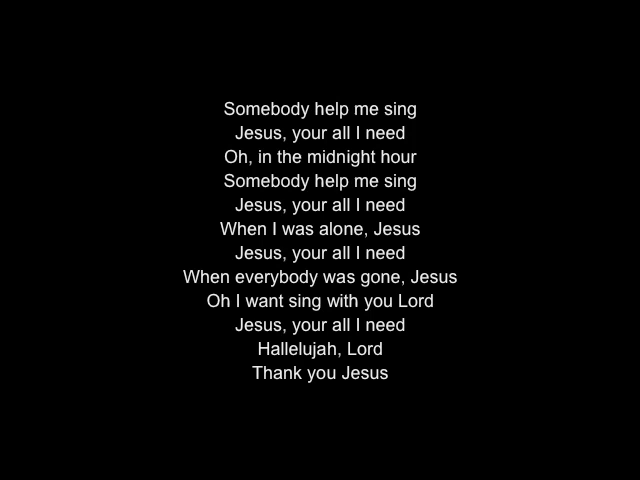 Somebody help me sing
Jesus, your all I need
Oh, in the midnight hour
Somebody help me sing
Jesus, your all I need
When I was alone, Jesus
Jesus, your all I need
When everybody was gone, Jesus
Oh I want sing with you Lord
Jesus, your all I need
Hallelujah, Lord
Thank you Jesus